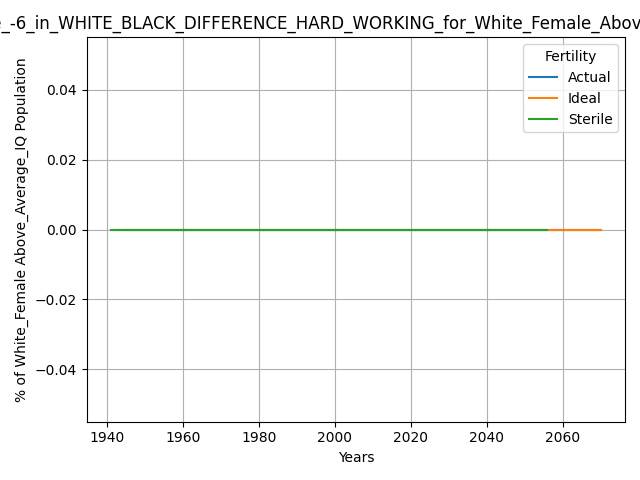 _-6_in_WHITE_BLACK_DIFFERENCE_HARD_WORKING_for_White_Female_Abov
% of White_Female Above_Average_IQ Population
0.04
0.02
0.00
−0.02
−0.04
Fertility
Actual
Ideal
Sterile
1940 1960 1980 2000 2020 2040 2060
Years